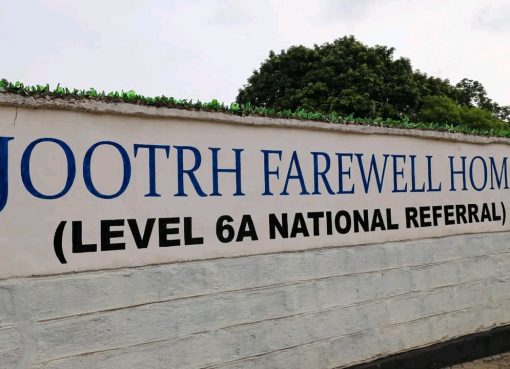 JOOTRH FAREWELL HOM
(LEVEL 6A NATIONAL REFERRAL)